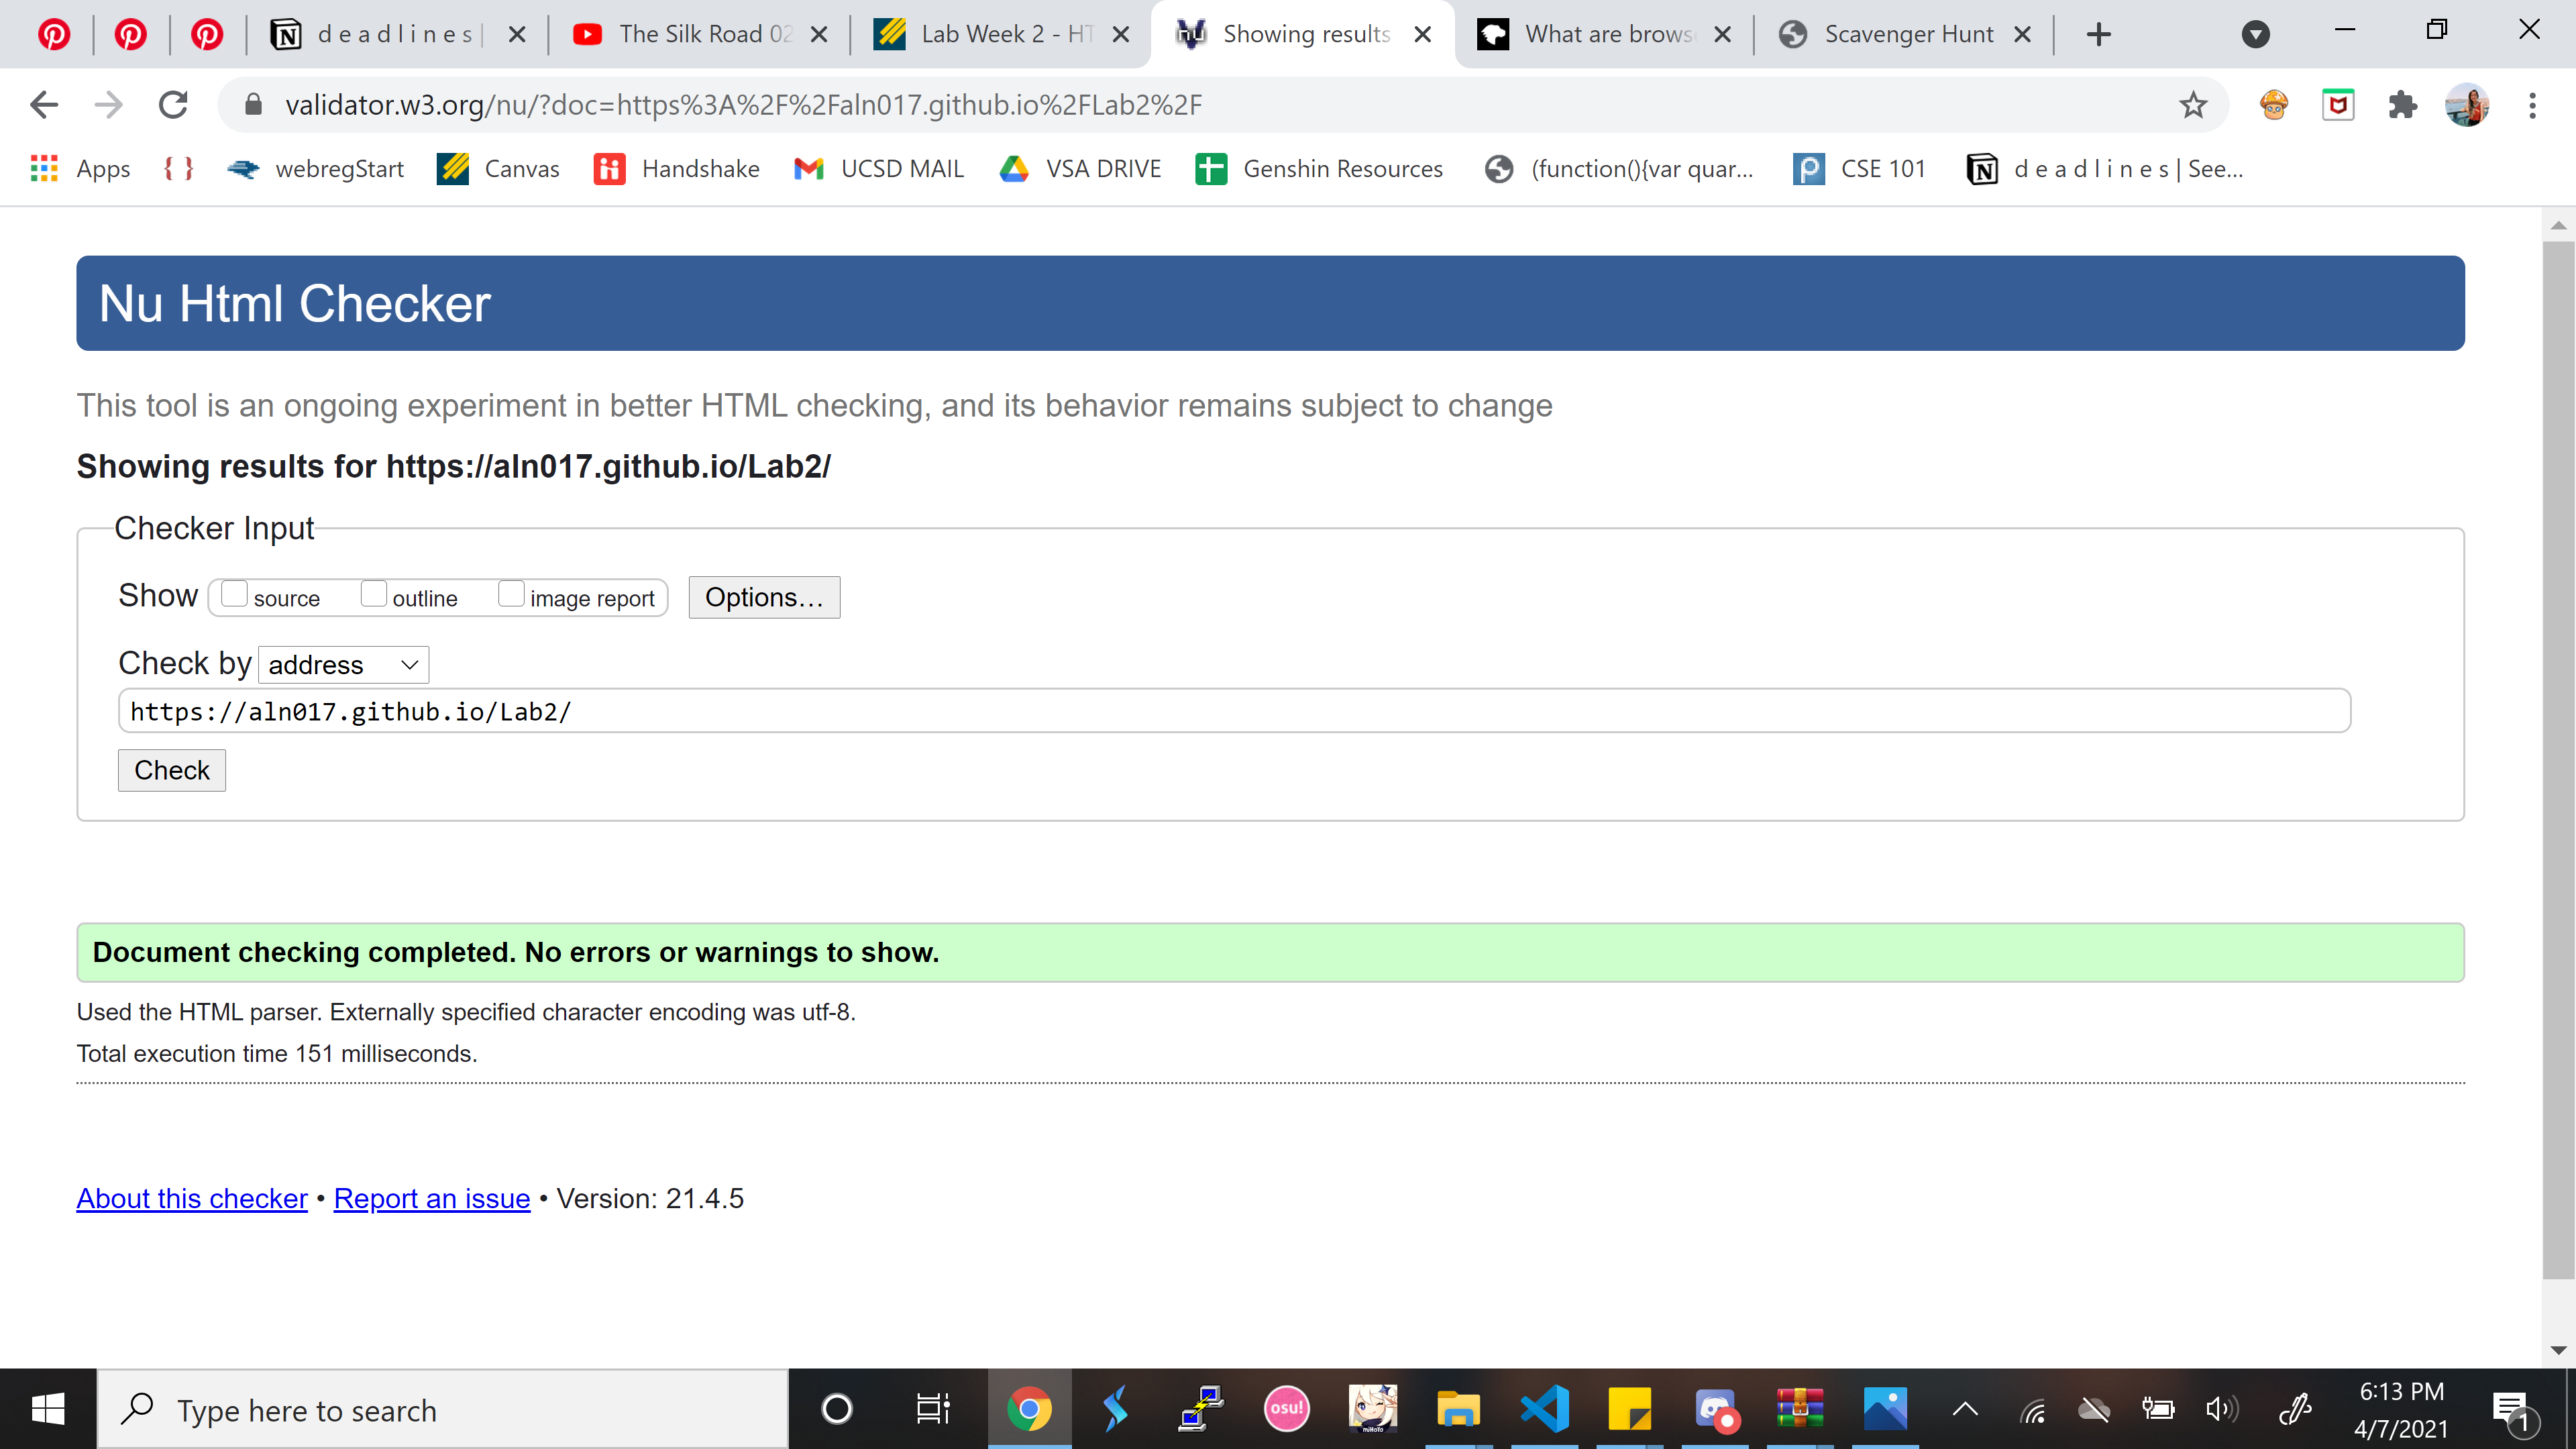 d e a d l i n e s |
The Silk Road 02
Lab Week 2 - HT
Showing results
What are brows
Scavenger Hunt
validator.w3.org/nu/?doc=https%3A%2F%2Faln017.github.io%2FLab2%2F
Apps
{ }
webregStart
Canvas
Handshake
UCSD MAIL
VSA DRIVE
Genshin Resources
(function(){var quar...
CSE 101
d e a d l i n e s | See...
Nu Html Checker
This tool is an ongoing experiment in better HTML checking, and its behavior remains subject to change
Showing results for https://aln017.github.io/Lab2/
Checker Input
Show source outline image report Options…
Check by address
https://aln017.github.io/Lab2/
Check
Document checking completed. No errors or warnings to show.
Used the HTML parser. Externally specified character encoding was utf-8.
Total execution time 151 milliseconds.
About this checker • Report an issue • Version: 21.4.5
Type here to search
osu!
miHoYo
6:13 PM
4/7/2021
1